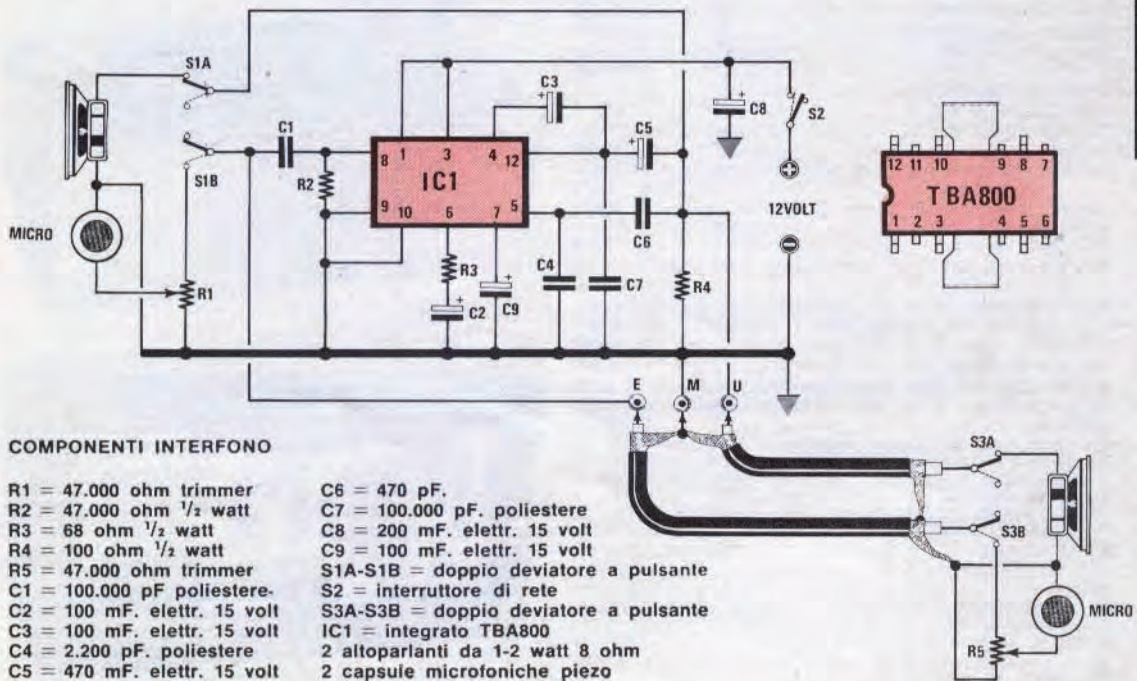 S1A
S1B
MICRO
R1
C1
R2
8
1
3
4
12
IC1
9
10
6
7
5
R3
C2
C9
C3
C5
C6
C4
C7
R4
C8
S2
+
12VOLT
-
12 11 10 9 8 7
TBA800
1 2 3 4 5 6
E M U
S3A
S3B
MICRO
R5
COMPONENTI INTERFONO
R1 = 47.000 ohm trimmer
R2 = 47.000 ohm 1/2 watt
R3 = 68 ohm 1/2 watt
R4 = 100 ohm 1/2 watt
R5 = 47.000 ohm trimmer
C1 = 100.000 pF poliestere.
C2 = 100 mF. elettr. 15 volt
C3 = 100 mF. elettr. 15 volt
C4 = 2.200 pF. poliestere
C5 = 470 mF. elettr. 15 volt
C6 = 470 pF.
C7 = 100.000 pF. poliestere
C8 = 200 mF. elettr. 15 volt
C9 = 100 mF. elettr. 15 volt
S1A-S1B = doppio deviatore a pulsante
S2 = interruttore di rete
S3A-S3B = doppio deviatore a pulsante
IC1 = integrato TBA800
2 altoparlanti da 1-2 watt 8 ohm
2 capsule microfoniche piezo